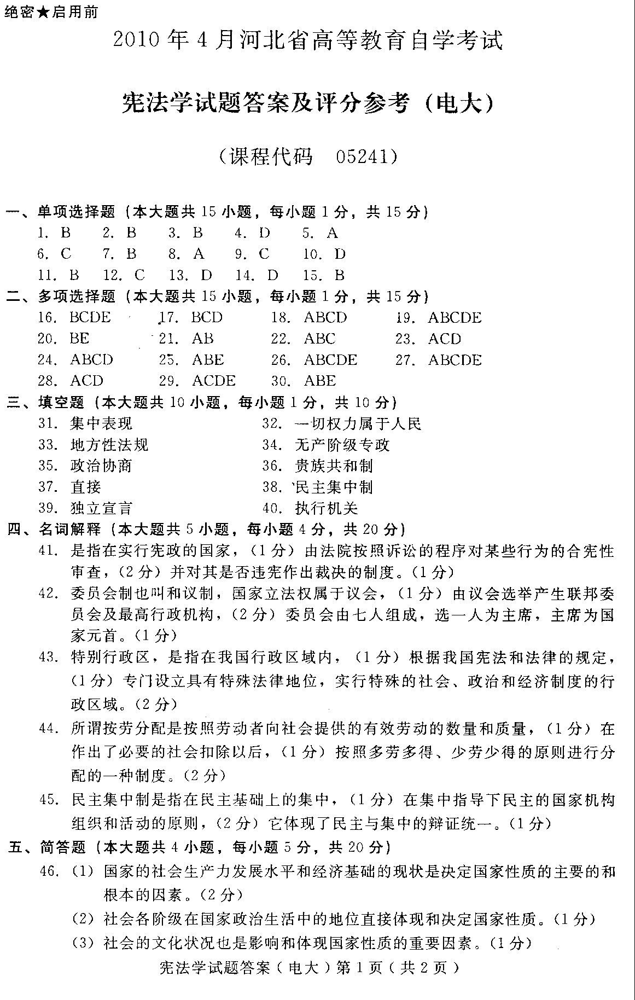 绝密★启用前
2010 年 4 月河北省高等教育自学考试
宪法学试题答案及评分参考（电大）
（课程代码 05241）
一、单项选择题（本大题共 15 小题，每小题 1 分，共 15 分）
1. B 2. B 3. B 4. D 5. A
6. C 7. B 8. A 9. C 10. D
11. B 12. C 13. D 14. D 15. B
二、多项选择题（本大题共 15 小题，每小题 1 分，共 15 分）
16. BCDE 17. BCD 18. ABCD 19. ABCDE
20. BE 21. AB 22. ABC 23. ACD
24. ABCD 25. ABE 26. ABCDE 27. ABCDE
28. ACD 29. ACDE 30. ABE
三、填空题（本大题共 10 小题，每小题 1 分，共 10 分）
31. 集中表现 32. 一切权力属于人民
33. 地方性法规 34. 无产阶级专政
35. 政治协商 36. 贵族共和制
37. 直接 38. 民主集中制
39. 独立宣言 40. 执行机关
四、名词解释（本大题共 5 小题，每小题 4 分，共 20 分）
41. 是指在实行宪政的国家，（1 分）由法院按照诉讼的程序对某些行为的合宪性
审查，（2 分）并对其是否违宪作出裁决的制度。（1 分）
42. 委员会制也叫和议制，国家立法权属于议会，（1 分）由议会选举产生联邦委
员会及最高行政机构，（2 分）委员会由七人组成，选一人为主席，主席为国
家元首。（1 分）
43. 特别行政区，是指在我国行政区域内，（1 分）根据我国宪法和法律的规定，
（1 分）专门设立具有特殊法律地位，实行特殊的社会、政治和经济制度的行
政区域。（2 分）
44. 所谓按劳分配是按照劳动者向社会提供的有效劳动的数量和质量，（1 分）在
作出了必要的社会扣除以后，（1 分）按照多劳多得、少劳少得的原则进行分
配的一种制度。（2 分）
45. 民主集中制是指在民主基础上的集中，（1 分）在集中指导下民主的国家机构
组织和活动的原则，（2 分）它体现了民主与集中的辩证统一。（1 分）
五、简答题（本大题共 4 小题，每小题 5 分，共 20 分）
46.（1）国家的社会生产力发展水平和经济基础的现状是决定国家性质的主要的和
根本的因素。（2 分）
（2）社会各阶级在国家政治生活中的地位直接体现和决定国家性质。（1 分）
（3）社会的文化状况也是影响和体现国家性质的重要因素。（1 分）
宪法学试题答案（电大）第 1 页（共 2 页）